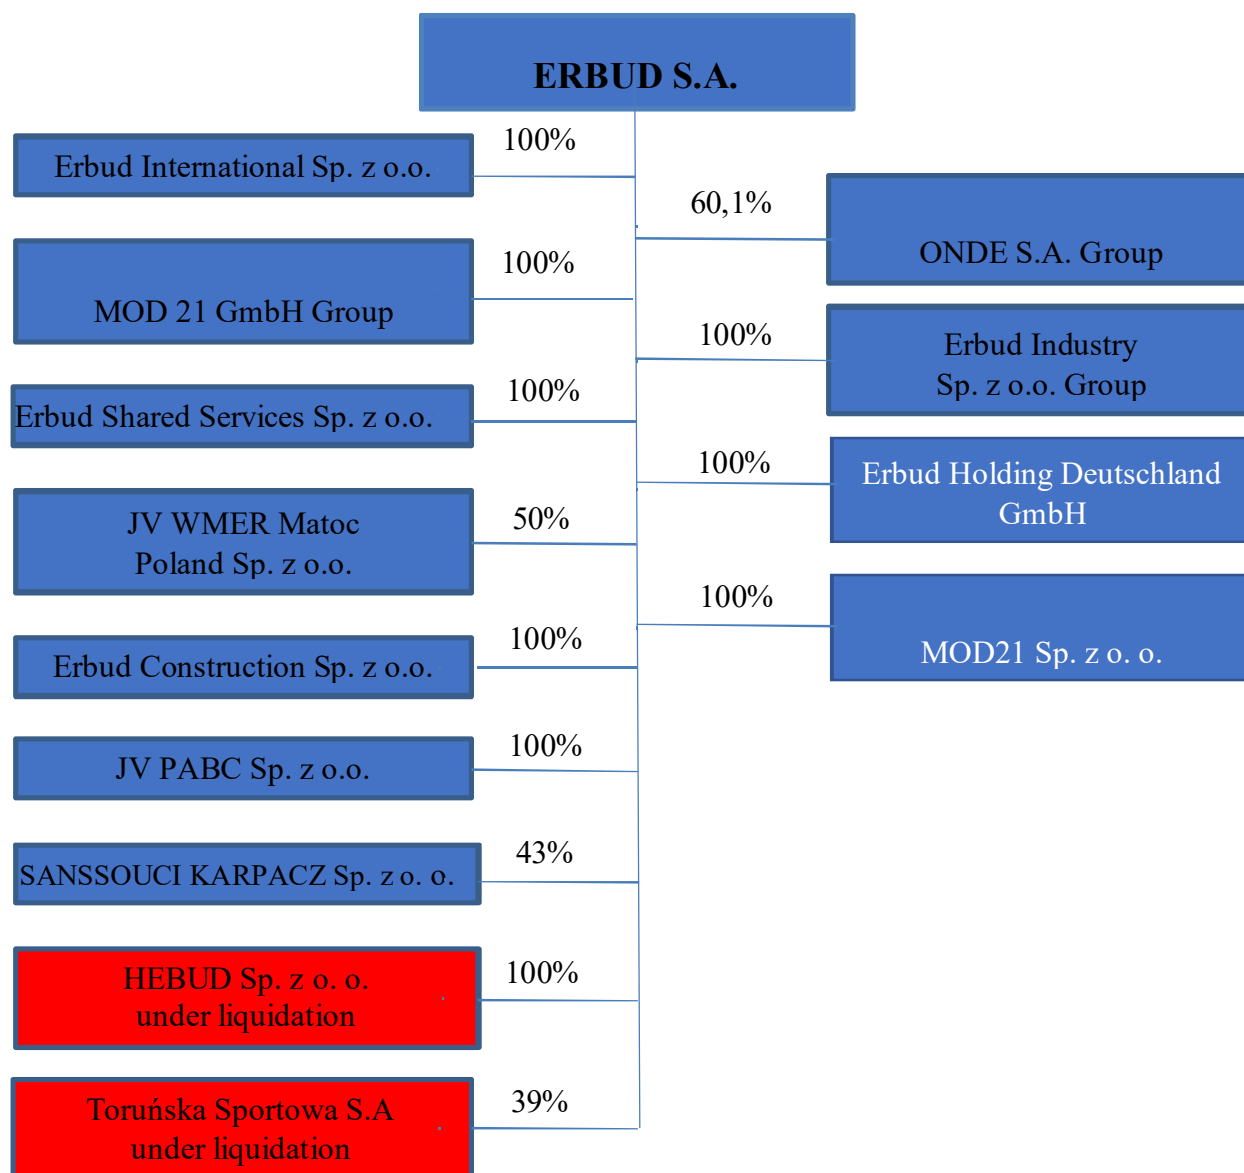 ERBUD S.A.
100%
Erbud International Sp. z o.o.
60,1%
ONDE S.A. Group
100%
MOD 21 GmbH Group
100%
Erbud Industry
Sp. z o.o. Group
100%
Erbud Shared Services Sp. z o.o.
100%
Erbud Holding Deutschland
GmbH
50%
JV WMER Matoc
Poland Sp. z o.o.
100%
MOD21 Sp. z o. o.
100%
Erbud Construction Sp. z o.o.
100%
JV PABC Sp. z o.o.
43%
SANSSOUCI KARPACZ Sp. z o. o.
100%
HEBUD Sp. z o. o.
under liquidation
39%
Toruńska Sportowa S.A
under liquidation